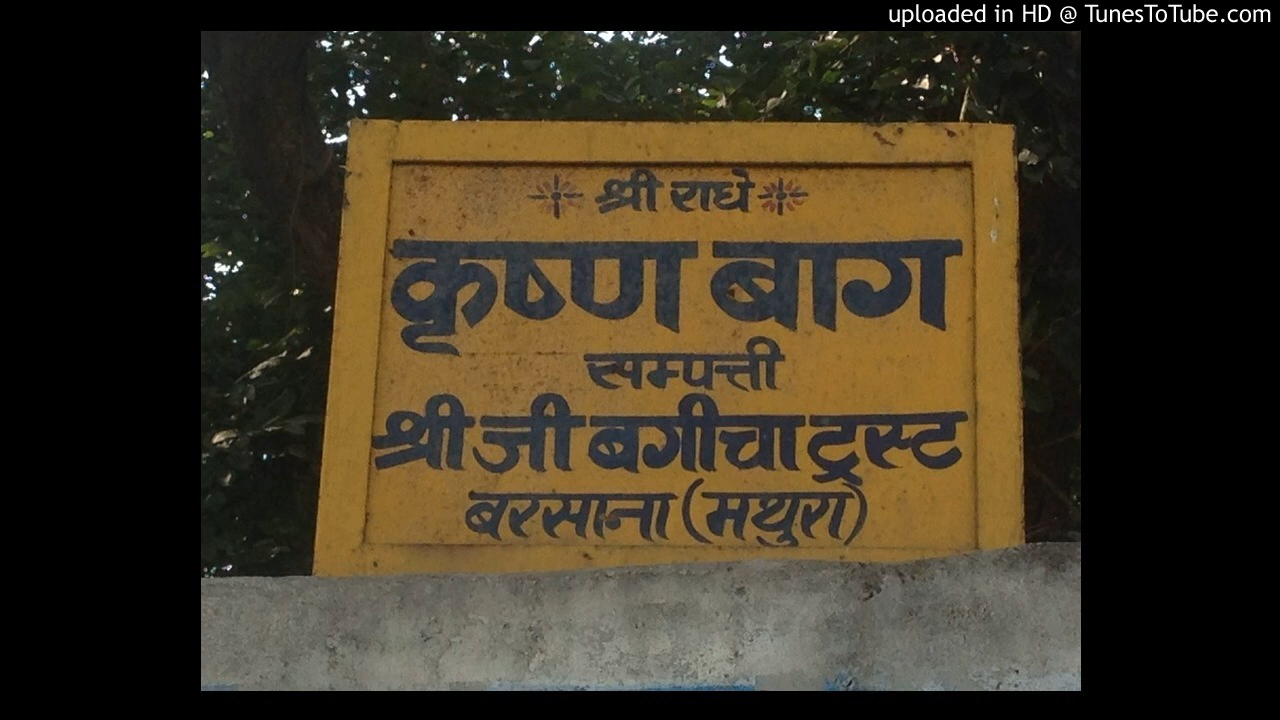 uploaded in HD @ TunesToTube.com
श्री राधे
कृष्ण बाग
सम्पत्ती
श्री जी बगीचा ट्रस्ट
बरसाना (मथुरा)